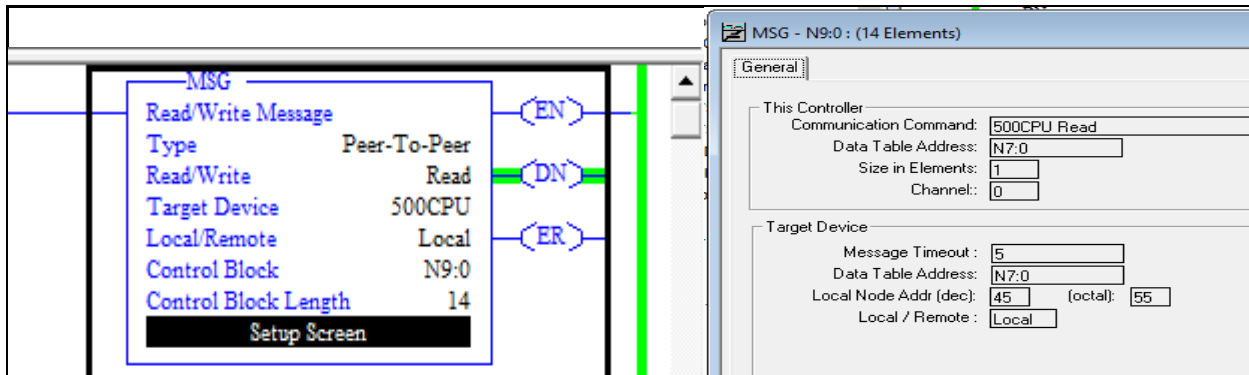 MSG
Read/Write Message
Type Peer-To-Peer
Read/Write Read
Target Device 500CPU
Local/Remote Local
Control Block N9:0
Control Block Length 14
Setup Screen
EN
DN
ER
MSG - N9:0 : (14 Elements)
General
This Controller
Communication Command: 500CPU Read
Data Table Address: N7:0
Size in Elements: 1
Channel:: 0
Target Device
Message Timeout : 5
Data Table Address: N7:0
Local Node Addr (dec): 45 (octal): 55
Local / Remote : Local